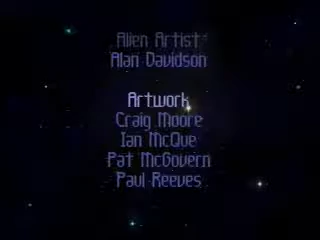 Alien Artist
Alan Davidson
Artwork
Craig Moore
Ian McQue
Pat McGovern
Paul Reeves